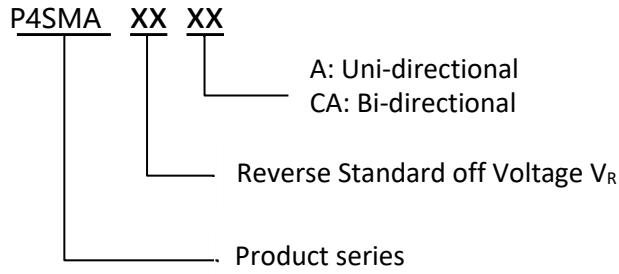 P4SMA XX XX
A: Uni-directional
CA: Bi-directional
Reverse Standard off Voltage VR
Product series